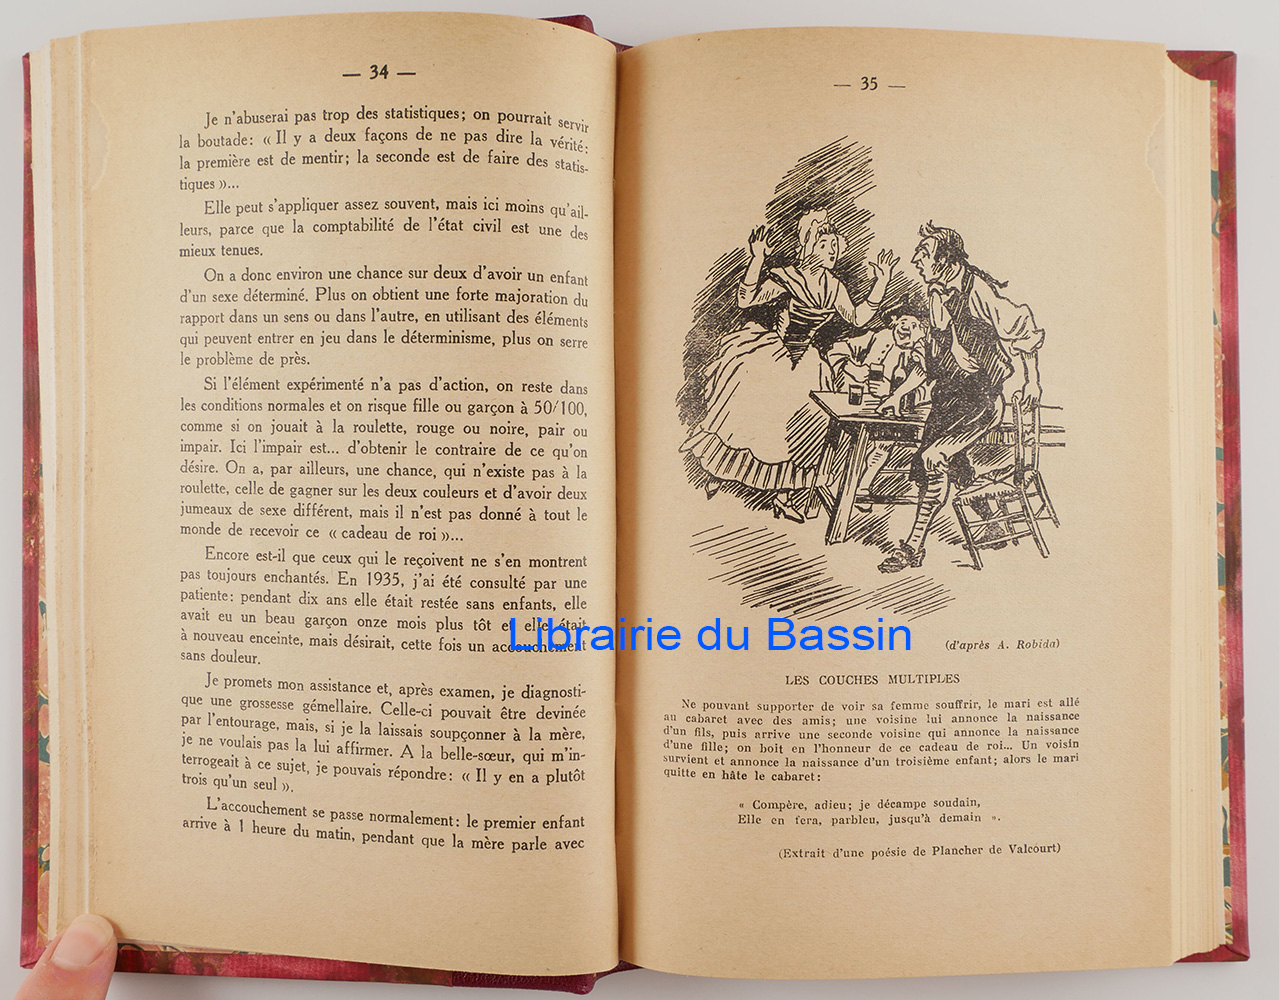 — 34 —
Je n'abuserai pas trop des statistiques; on pourrait servir
la boutade: « Il y a deux façons de ne pas dire la vérité:
la première est de mentir; la seconde est de faire des statis-
tiques »...
Elle peut s'appliquer assez souvent, mais ici moins qu'ail-
leurs, parce que la comptabilité de l'état civil est une des
mieux tenues.
On a donc environ une chance sur deux d'avoir un enfant
d'un sexe déterminé. Plus on obtient une forte majoration du
rapport dans un sens ou dans l'autre, en utilisant des éléments
qui peuvent entrer en jeu dans le déterminisme, plus on serre
le problème de près.
Si l'élément expérimenté n'a pas d'action, on reste dans
les conditions normales et on risque fille ou garçon à 50/100,
comme si on jouait à la roulette, rouge ou noire, pair ou
impair. Ici l'impair est... d'obtenir le contraire de ce qu'on
désire. On a, par ailleurs, une chance, qui n'existe pas à la
roulette, celle de gagner sur les deux couleurs et d'avoir deux
jumeaux de sexe différent, mais il n'est pas donné à tout le
monde de recevoir ce « cadeau de roi »...
Encore est-il que ceux qui le reçoivent ne s'en montrent
pas toujours enchantés. En 1935, j'ai été consulté par une
patiente: pendant dix ans elle était restée sans enfants, elle
avait eu un beau garçon onze mois plus tôt et elle était
à nouveau enceinte, mais désirait, cette fois un accouchement
sans douleur.
Je promets mon assistance et, après examen, je diagnosti-
que une grossesse gémellaire. Celle-ci pouvait être devinée
par l'entourage, mais, si je la laissais soupçonner à la mère,
je ne voulais pas la lui affirmer. A la belle-sœur, qui m'in-
terrogeait à ce sujet, je pouvais répondre: « Il y en a plutôt
trois qu'un seul ».
L'accouchement se passe normalement: le premier enfant
arrive à 1 heure du matin, pendant que la mère parle avec
— 35 —
Librairie du Bassin
(d'après A. Robida)
LES COUCHES MULTIPLES
Ne pouvant supporter de voir sa femme souffrir, le mari est allé
au cabaret avec des amis; une voisine lui annonce la naissance
d'un fils, puis arrive une seconde voisine qui annonce la naissance
d'une fille; on boit en l'honneur de ce cadeau de roi... Un voisin
survient et annonce la naissance d'un troisième enfant; alors le mari
quitte en hâte le cabaret:
« Compère, adieu; je décampe soudain,
Elle en fera, parbleu, jusqu'à demain ».
(Extrait d'une poésie de Plancher de Valcourt)